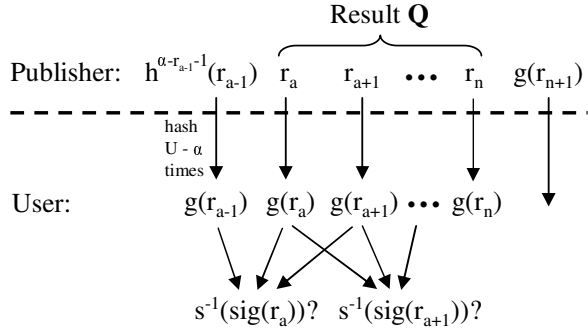 Result Q
Publisher: h^{α-r_{a-1}-1}(r_{a-1}) r_a r_{a+1} ••• r_n g(r_{n+1})
hash
U - α
times
User: g(r_{a-1}) g(r_a) g(r_{a+1}) ••• g(r_n)
s^{-1}(sig(r_a))? s^{-1}(sig(r_{a+1}))?